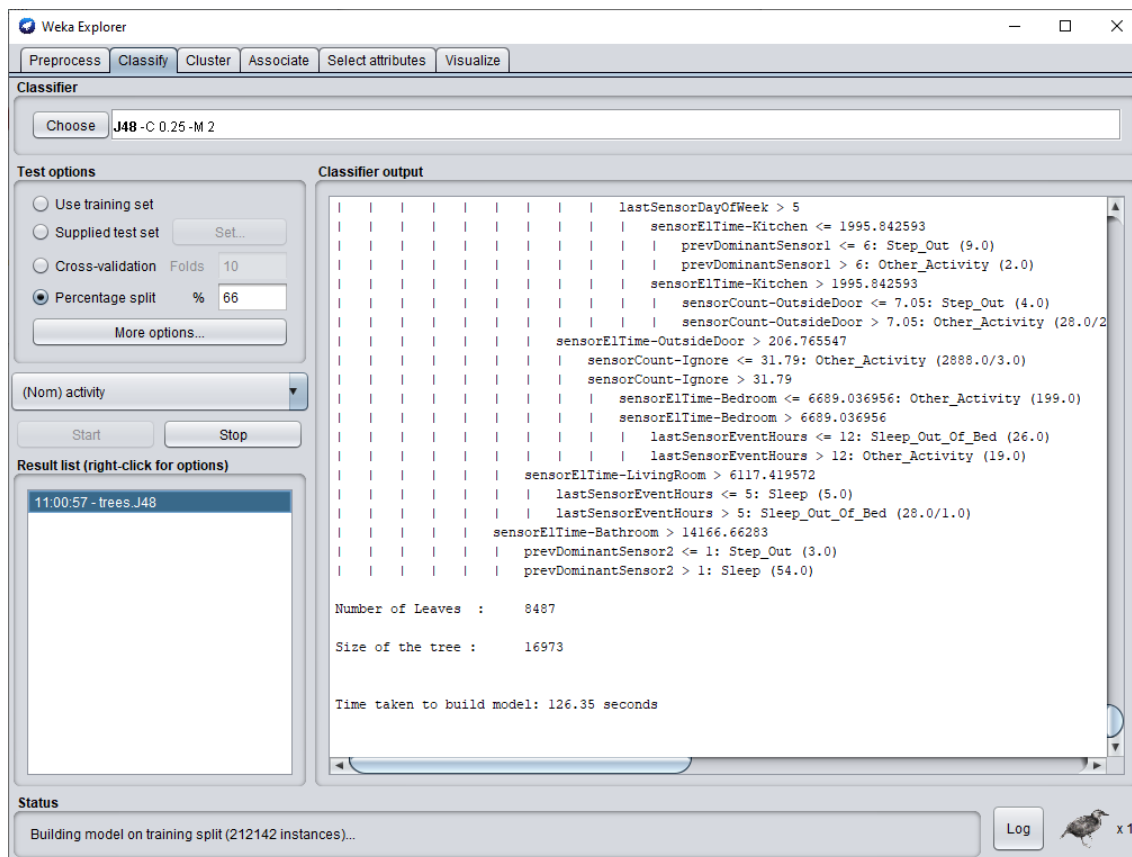 Weka Explorer
Preprocess Classify Cluster Associate Select attributes Visualize
Classifier
Choose J48 -C 0.25 -M 2
Test options
Use training set
Supplied test set Set...
Cross-validation Folds 10
Percentage split % 66
More options...
(Nom) activity
Start Stop
Result list (right-click for options)
11:00:57 - trees.J48
Classifier output
| | | | | | | | | lastSensorDayOfWeek > 5
| | | | | | | | | | sensorElTime-Kitchen <= 1995.842593
| | | | | | | | | | | prevDominantSensor1 <= 6: Step_Out (9.0)
| | | | | | | | | | | prevDominantSensor1 > 6: Other_Activity (2.0)
| | | | | | | | | | sensorElTime-Kitchen > 1995.842593
| | | | | | | | | | | sensorCount-OutsideDoor <= 7.05: Step_Out (4.0)
| | | | | | | | | | | sensorCount-OutsideDoor > 7.05: Other_Activity (28.0/2
| | | | | | | sensorElTime-OutsideDoor > 206.765547
| | | | | | | | sensorCount-Ignore <= 31.79: Other_Activity (2888.0/3.0)
| | | | | | | | sensorCount-Ignore > 31.79
| | | | | | | | | sensorElTime-Bedroom <= 6689.036956: Other_Activity (199.0)
| | | | | | | | | sensorElTime-Bedroom > 6689.036956
| | | | | | | | | | lastSensorEventHours <= 12: Sleep_Out_Of_Bed (26.0)
| | | | | | | | | | lastSensorEventHours > 12: Other_Activity (19.0)
| | | | | | sensorElTime-LivingRoom > 6117.419572
| | | | | | | lastSensorEventHours <= 5: Sleep (5.0)
| | | | | | | lastSensorEventHours > 5: Sleep_Out_Of_Bed (28.0/1.0)
| | | | | sensorElTime-Bathroom > 14166.66283
| | | | | | prevDominantSensor2 <= 1: Step_Out (3.0)
| | | | | | prevDominantSensor2 > 1: Sleep (54.0)
Number of Leaves : 8487
Size of the tree : 16973
Time taken to build model: 126.35 seconds
Status
Building model on training split (212142 instances)...
Log x 1